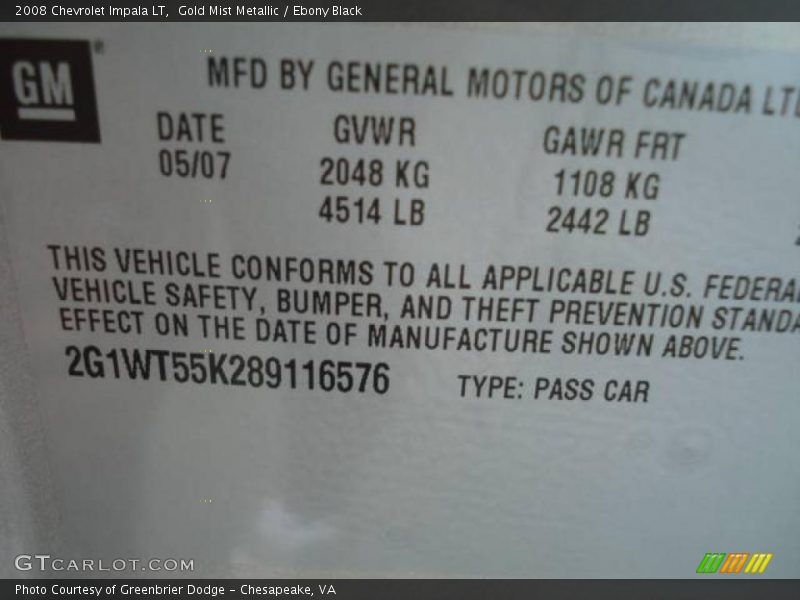 2008 Chevrolet Impala LT,  Gold Mist Metallic / Ebony Black
GM®
MFD BY GENERAL MOTORS OF CANADA
DATE GVWR GAWR FRT
05/07 2048 KG 1108 KG
4514 LB 2442 LB
THIS VEHICLE CONFORMS TO ALL APPLICABLE U.S. FEDERAL
VEHICLE SAFETY, BUMPER, AND THEFT PREVENTION
EFFECT ON THE DATE OF MANUFACTURE SHOWN ABOVE.
2G1WT55K289116576 TYPE: PASS CAR
GTCARLOT.COM
Photo Courtesy of Greenbrier Dodge – Chesapeake, VA